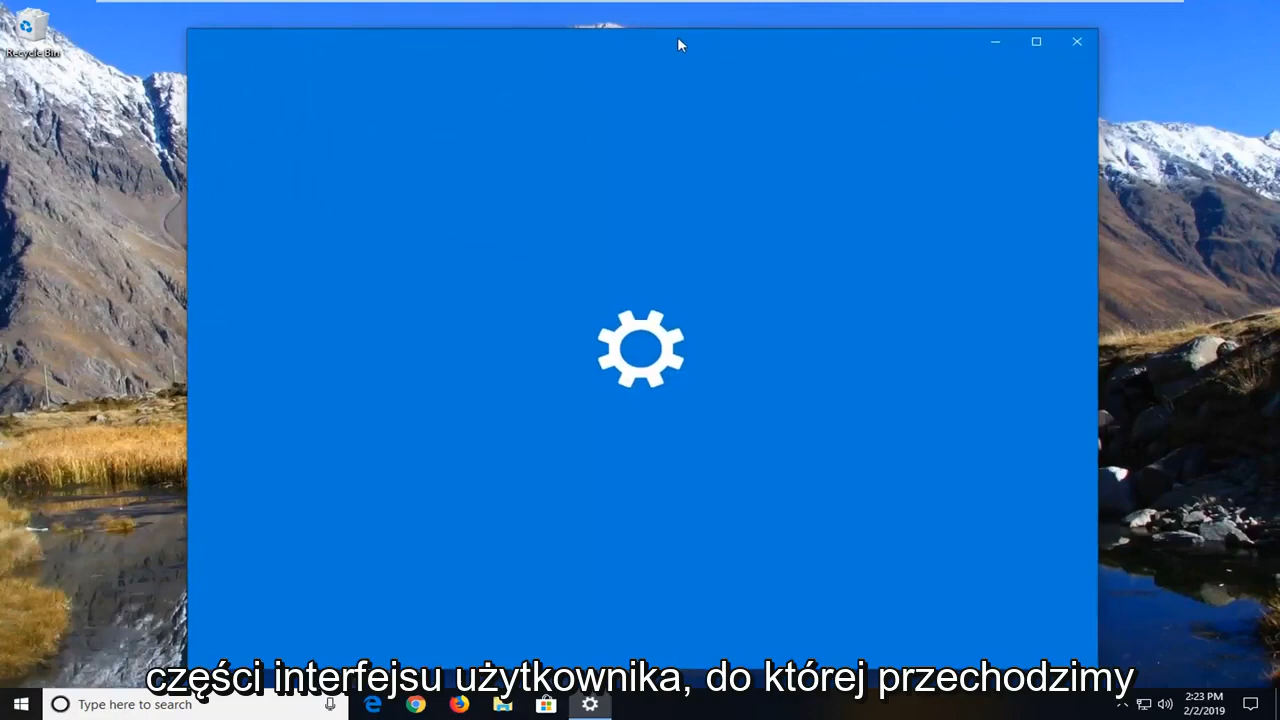 Recycle Bin
części interfejsu użytkownika, do której przechodzimy
Type here to search
2:23 PM
2/2/2019